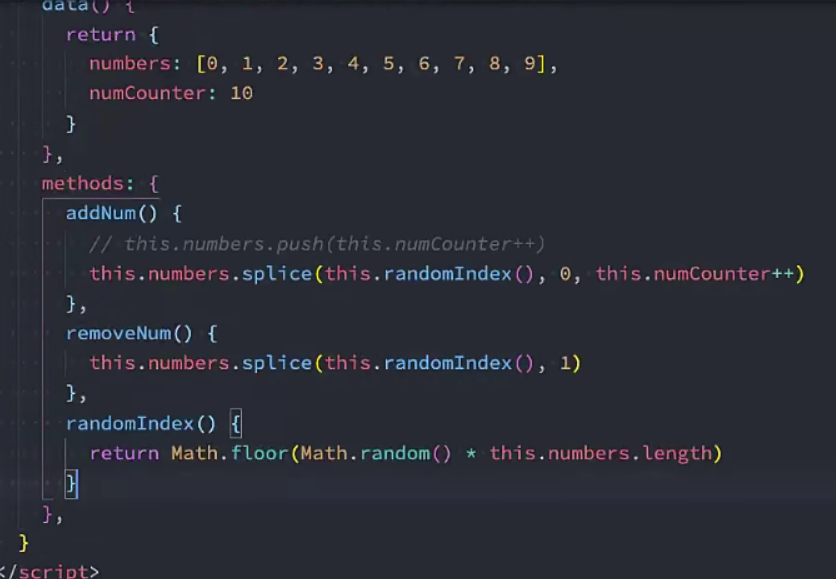 data() {
return {
numbers: [0, 1, 2, 3, 4, 5, 6, 7, 8, 9],
numCounter: 10
}
},
methods: {
addNum() {
// this.numbers.push(this.numCounter++)
this.numbers.splice(this.randomIndex(), 0, this.numCounter++)
},
removeNum() {
this.numbers.splice(this.randomIndex(), 1)
},
randomIndex() {
return Math.floor(Math.random() * this.numbers.length)
}
},
}
</script>